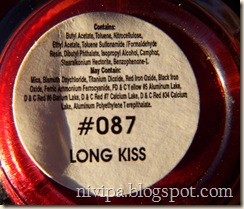 Contains:
Butyl Acetate, Toluene, Nitrocellulose,
Ethyl Acetate, Toluene Sulfonamide /Formaldehyde
Resin, Dibutyl Phthalate, Isopropyl Alcohol, Camphor,
Stearalkonium Hectorite, Benzophenone-1.
May Contain:
Mica, Bismuth Oxychloride, Titanium Dioxide, Red Iron Oxide, Black Iron
Oxide, Ferric Ammonium Ferrocyanide, FD & C Y #5 Aluminum Lake,
D & C Red #6 Barium Lake, D & C Red #7 Calcium Lake, D & C Red #34 Calcium
Lake, Aluminum Polyethylene Terepthalate.
#087
LONG KISS
nivipa.blogspot.com